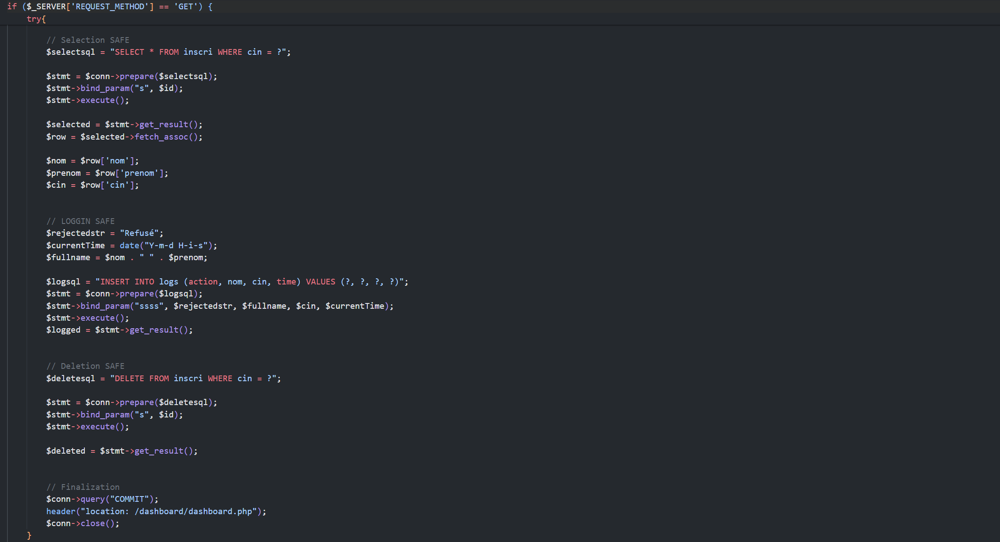 if ($_SERVER['REQUEST_METHOD'] == 'GET') {
try{
// Selection SAFE
$selectsql = "SELECT * FROM inscri WHERE cin = ?";
$stmt = $conn->prepare($selectsql);
$stmt->bind_param("s", $id);
$stmt->execute();
$selected = $stmt->get_result();
$row = $selected->fetch_assoc();
$nom = $row['nom'];
$prenom = $row['prenom'];
$cin = $row['cin'];
// LOGGIN SAFE
$rejectedstr = "Refusé";
$currentTime = date("Y-m-d H-i-s");
$fullname = $nom . " " . $prenom;
$logsql = "INSERT INTO logs (action, nom, cin, time) VALUES (?, ?, ?, ?)";
$stmt = $conn->prepare($logsql);
$stmt->bind_param("ssss", $rejectedstr, $fullname, $cin, $currentTime);
$stmt->execute();
$logged = $stmt->get_result();
// Deletion SAFE
$deletesql = "DELETE FROM inscri WHERE cin = ?";
$stmt = $conn->prepare($deletesql);
$stmt->bind_param("s", $id);
$stmt->execute();
$deleted = $stmt->get_result();
// Finalization
$conn->query("COMMIT");
header("location: /dashboard/dashboard.php");
$conn->close();
}